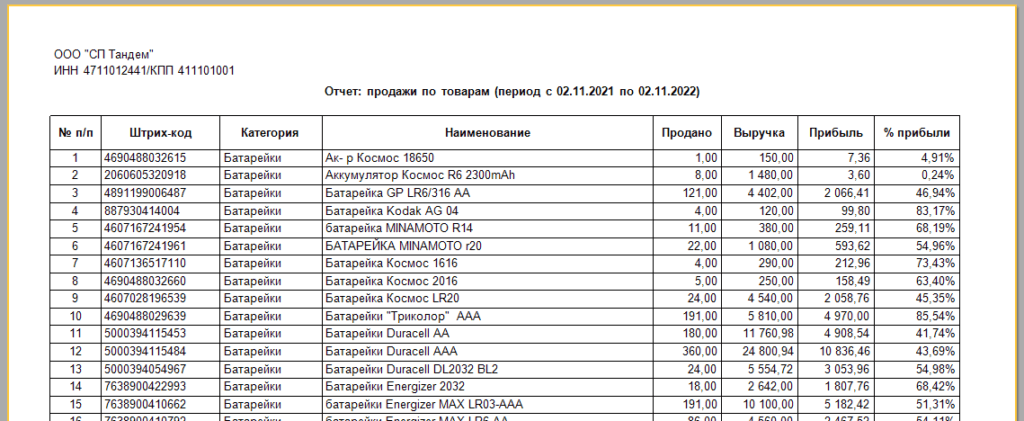 ООО "СП Тандем"
ИНН 4711012441/КПП 411101001
Отчет: продажи по товарам (период с 02.11.2021 по 02.11.2022)
№ п/п Штрих-код Категория Наименование Продано Выручка Прибыль % прибыли
1 4690488032615 Батарейки Ак- р Космос 18650 1,00 150,00 7,36 4,91%
2 2060605320918 Батарейки Аккумулятор Космос R6 2300mAh 8,00 1 480,00 3,60 0,24%
3 4891199006487 Батарейки Батарейка GP LR6/316 AA 121,00 4 402,00 2 066,41 46,94%
4 887930414004 Батарейки Батарейка Kodak AG 04 4,00 120,00 99,80 83,17%
5 4607167241954 Батарейки батарейка MINAMOTO R14 11,00 380,00 259,11 68,19%
6 4607167241961 Батарейки БАТАРЕЙКА MINAMOTO r20 22,00 1 080,00 593,62 54,96%
7 4607136517110 Батарейки Батарейка Космос 1616 4,00 290,00 212,96 73,43%
8 4690488032660 Батарейки Батарейка Космос 2016 5,00 250,00 158,49 63,40%
9 4607028196539 Батарейки Батарейка Космос LR20 24,00 4 540,00 2 058,76 45,35%
10 4690488029639 Батарейки Батарейки "Триколор" AAA 191,00 5 810,00 4 970,00 85,54%
11 5000394115453 Батарейки Батарейки Duracell AA 180,00 11 760,98 4 908,54 41,74%
12 5000394115484 Батарейки Батарейки Duracell AAA 360,00 24 800,94 10 836,46 43,69%
13 5000394054967 Батарейки Батарейки Duracell DL2032 BL2 24,00 5 554,72 3 053,96 54,98%
14 7638900422993 Батарейки Батарейки Energizer 2032 18,00 2 642,00 1 807,76 68,42%
15 7638900410662 Батарейки батарейки Energizer MAX LR03-AAA 191,00 10 100,00 5 182,42 51,31%